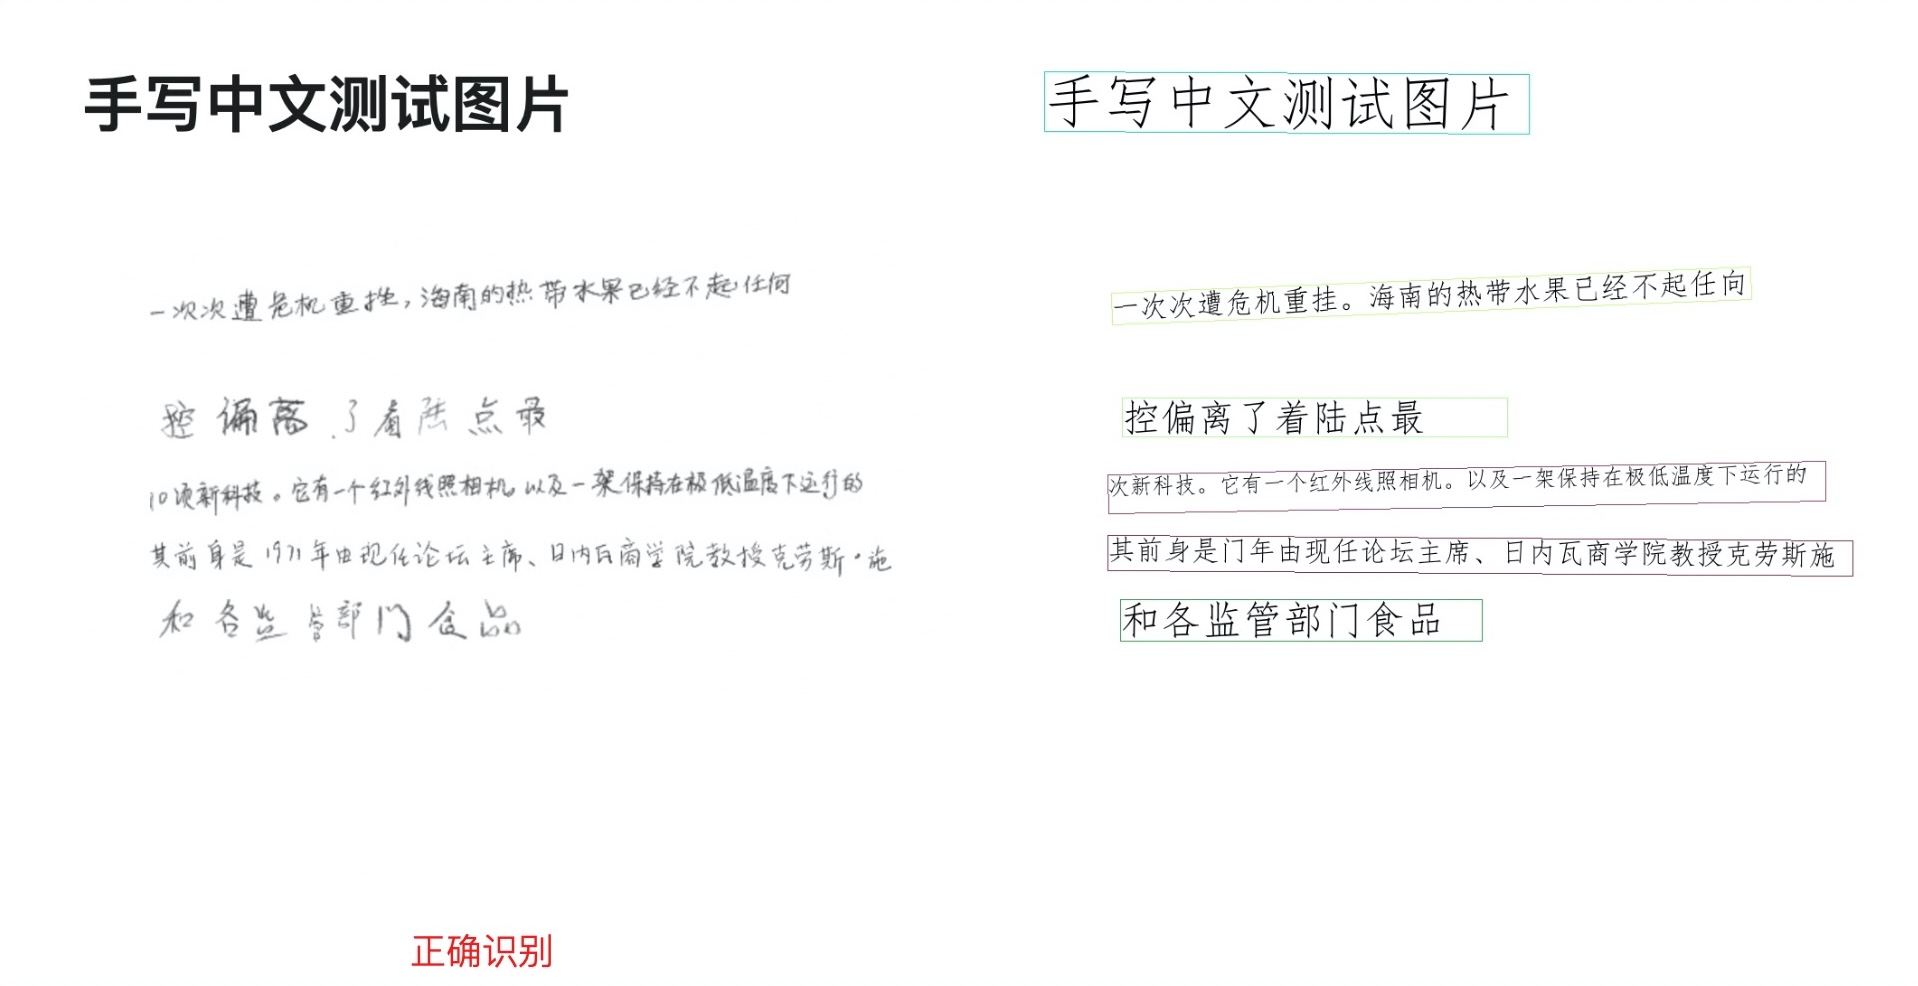 手写中文测试图片
一次次遭危机重挫,海南的热带水果已经不起任何
控偏离了着陆点最
10项新科技。它有一个红外线照相机。以及一架保持在极低温度下运行的
其前身是1971年由现任论坛主席、日内瓦商学院教授克劳斯·施
和各监管部门食品
正确识别
手写中文测试图片
一次次遭危机重挂。海南的热带水果已经不起任向
控偏离了着陆点最
次新科技。它有一个红外线照相机。以及一架保持在极低温度下运行的
其前身是门年由现任论坛主席、日内瓦商学院教授克劳斯施
和各监管部门食品